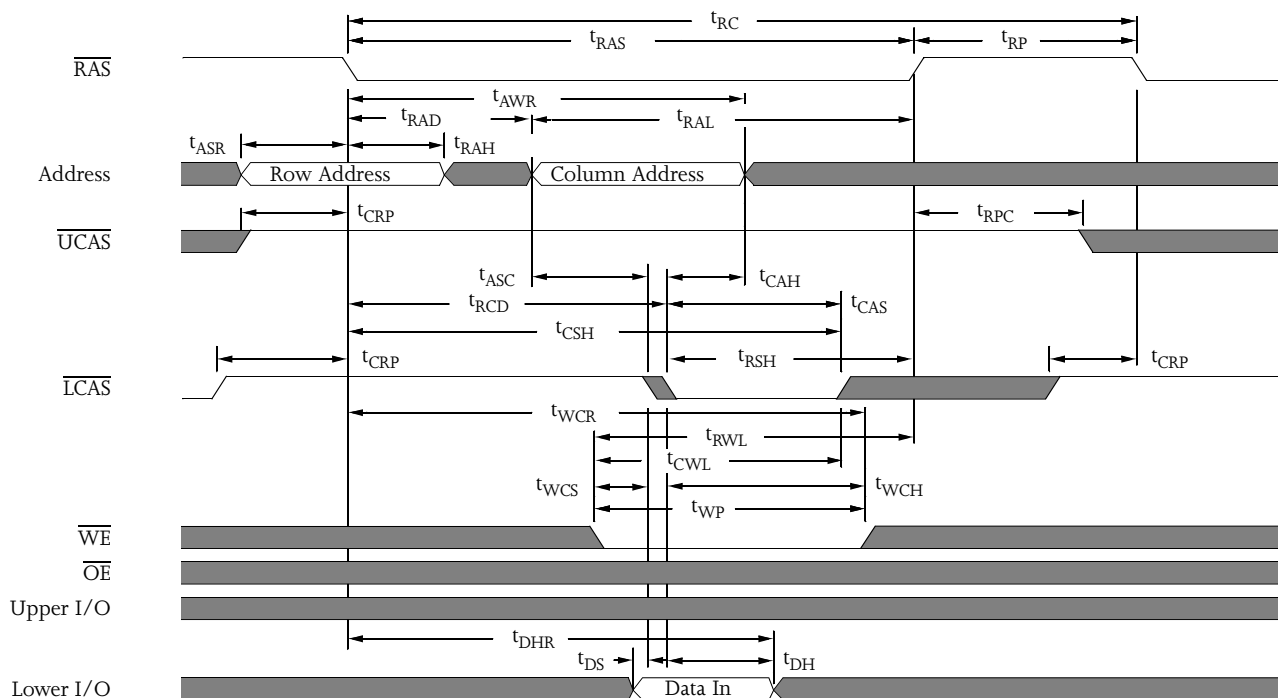 tRC
tRAS tRP
RAS
tAWR
tRAD tRAL
tASR tRAH
Address Row Address Column Address
tCRP tRPC
UCAS
tASC tCAH
tRCD tCAS
tCSH
tCRP tRSH tCRP
LCAS
tWCR
tRWL
tCWL
tWCS tWCH
tWP
WE
OE
Upper I/O
tDHR
tDS tDH
Lower I/O Data In